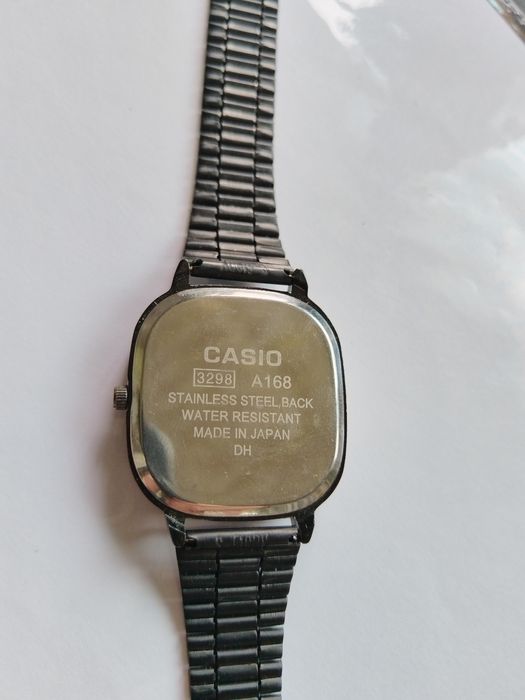 CASIO
3298 A168
STAINLESS STEEL BACK
WATER RESISTANT
MADE IN JAPAN
DH